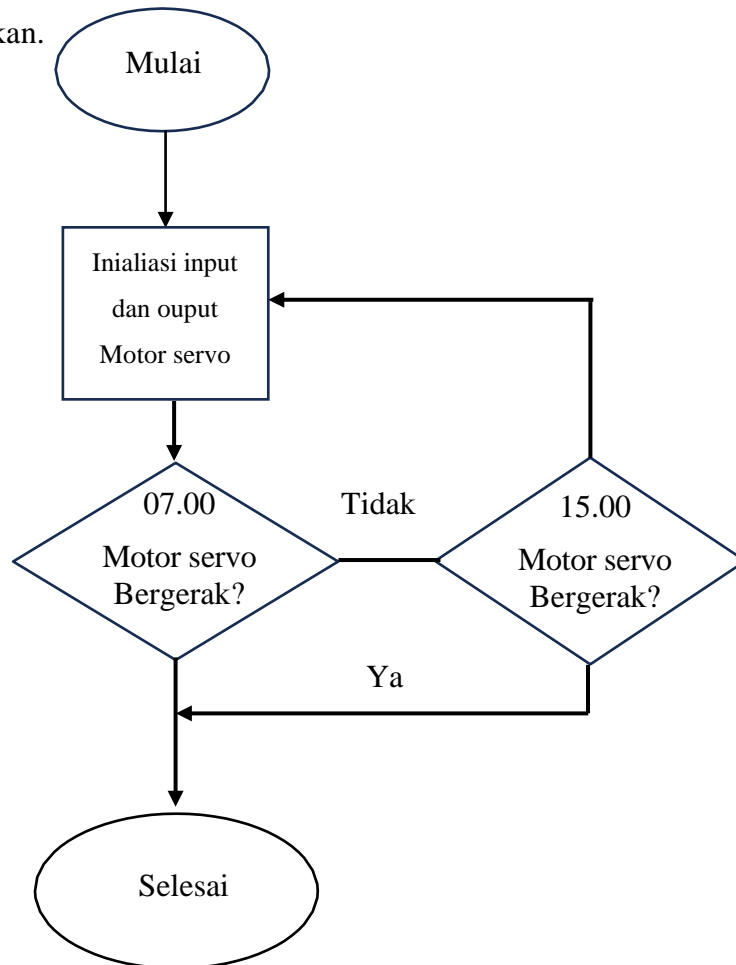 kan.
Mulai
Inialiasi input
dan ouput
Motor servo
07.00
Motor servo
Bergerak?
Tidak
15.00
Motor servo
Bergerak?
Ya
Selesai